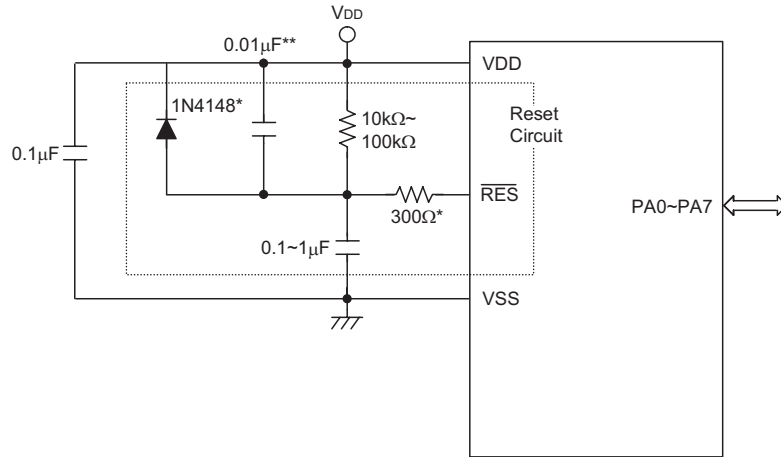 VDD
0.01μF**
VDD
1N4148*
10kΩ~
100kΩ
Reset
Circuit
0.1μF
RES
300Ω*
PA0~PA7
0.1~1μF
VSS